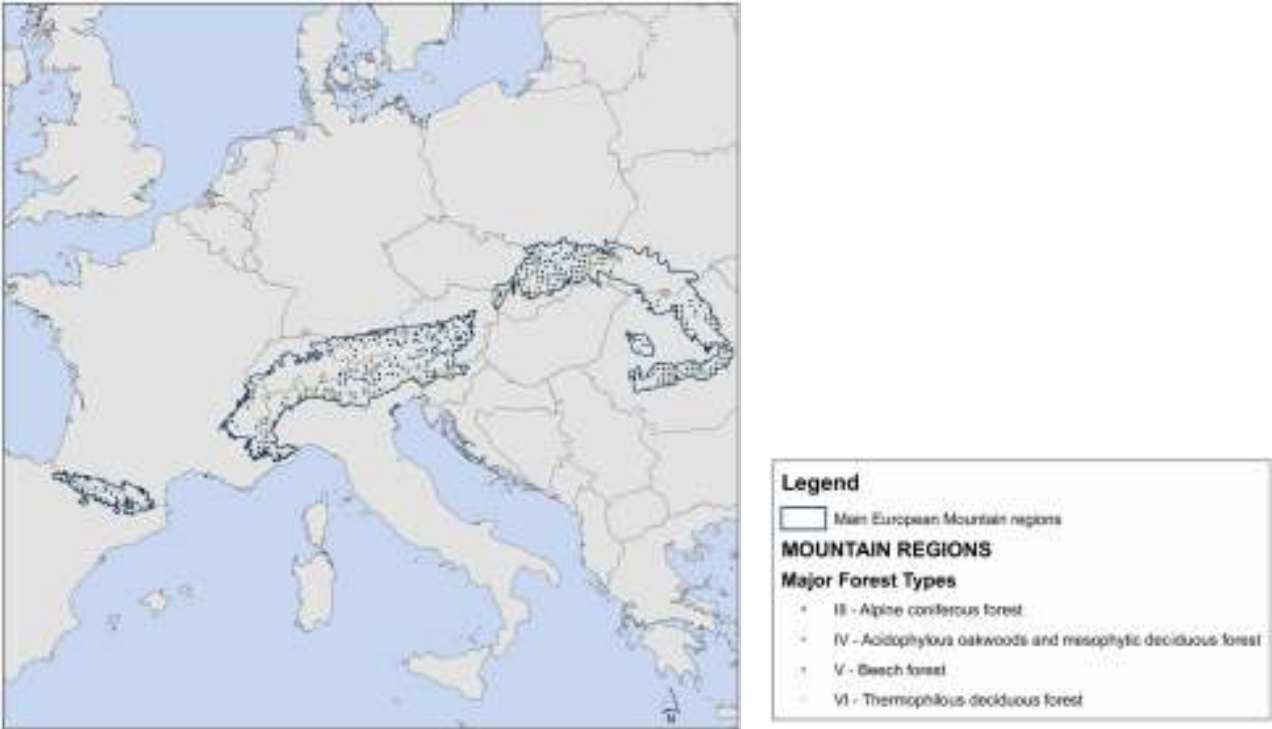 Legend
Main European Mountain regions
MOUNTAIN REGIONS
Major Forest Types
III - Alpine coniferous forest
IV - Acidophylous oakwoods and mesophytic deciduous forest
V - Beech forest
VI - Thermophilous deciduous forest
N